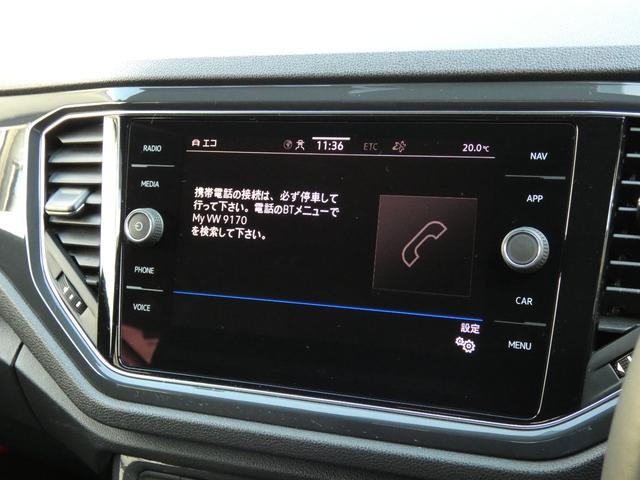 RADIO
MEDIA
PHONE
VOICE
エコ
11:36
ETC
20.0℃
携帯電話の接続は、必ず停車して
行って下さい。電話のBTメニューで
My VW 9170
を検索して下さい。
設定
NAV
APP
CAR
MENU